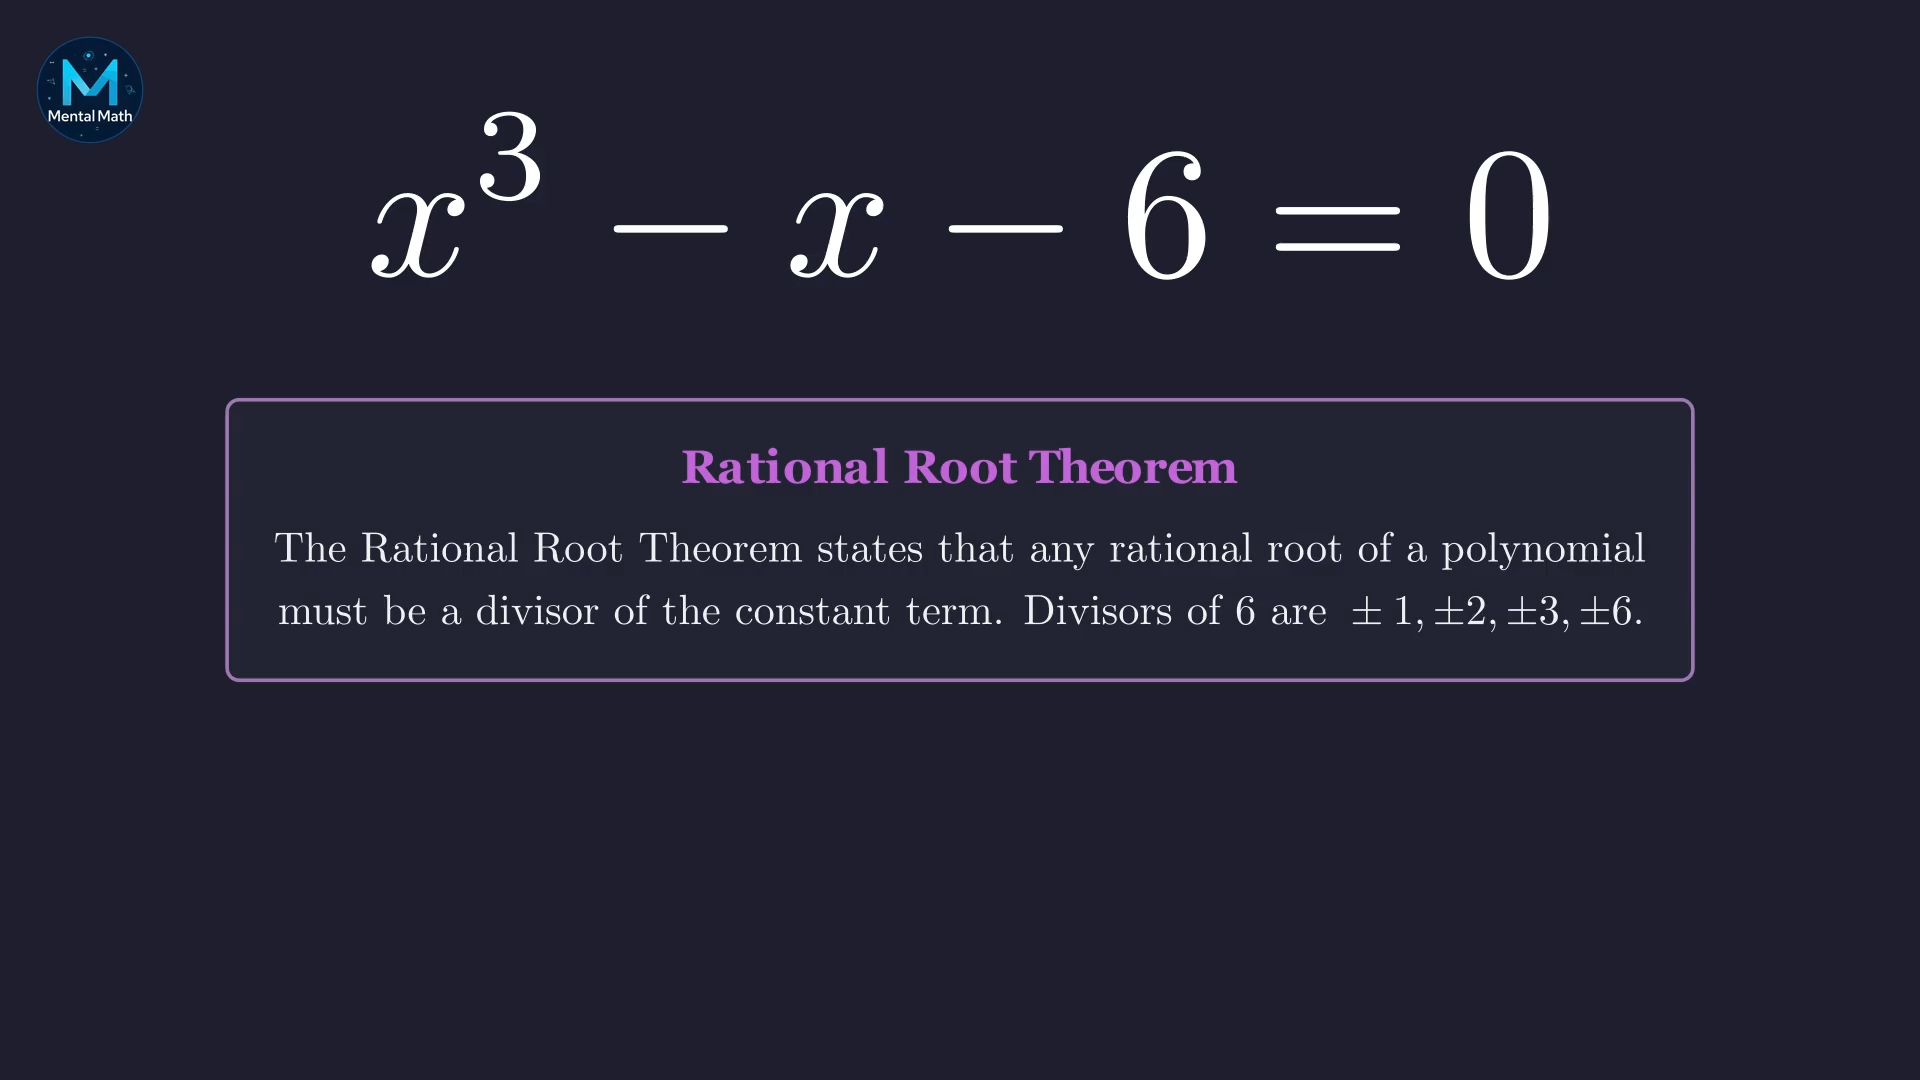 Mental Math
x³ − x − 6 = 0
Rational Root Theorem
The Rational Root Theorem states that any rational root of a polynomial
must be a divisor of the constant term. Divisors of 6 are ± 1, ±2, ±3, ±6.